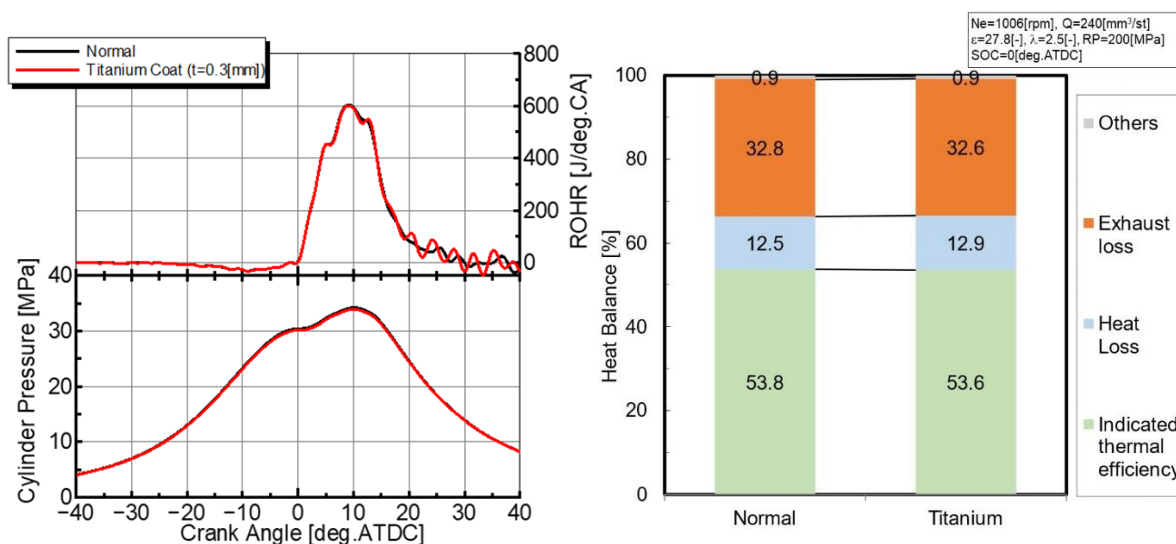 Normal
Titanium Coat (t=0.3[mm])
800
600
400
200
0
ROHR [J/deg.CA]
40
30
20
10
0
Cylinder Pressure [MPa]
−40 −30 −20 −10 0 10 20 30 40
Crank Angle [deg.ATDC]
Ne=1006[rpm], Q=240[mm³/st]
ε=27.8[-], λ=2.5[-], RP=200[MPa]
SOC=0[deg.ATDC]
100
80
60
40
20
0
Heat Balance [%]
0.9 0.9
32.8 32.6
12.5 12.9
53.8 53.6
Normal Titanium
Others
Exhaust
loss
Heat
Loss
Indicated
thermal
efficiency